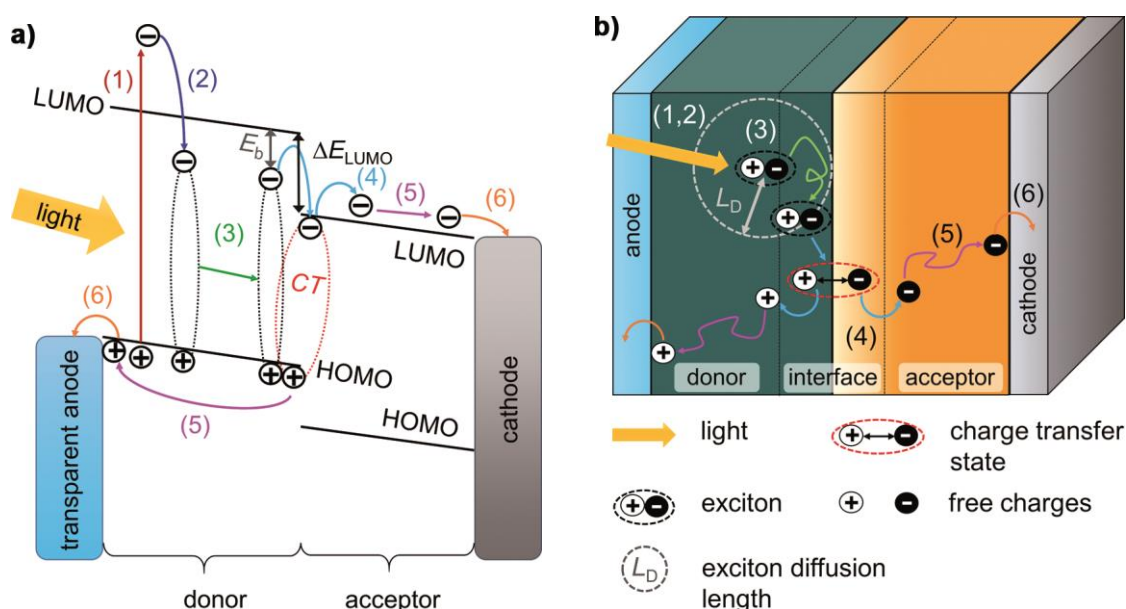 a)
(1)
(2)
LUMO
E_b
ΔE_LUMO
(4)
(5)
(6)
light
(3)
CT
LUMO
(6)
HOMO
(5)
HOMO
transparent anode
cathode
donor
acceptor
b)
(1,2)
(3)
L_D
(6)
(5)
(4)
anode
cathode
donor
interface
acceptor
light
charge transfer
state
exciton
free charges
L_D
exciton diffusion
length